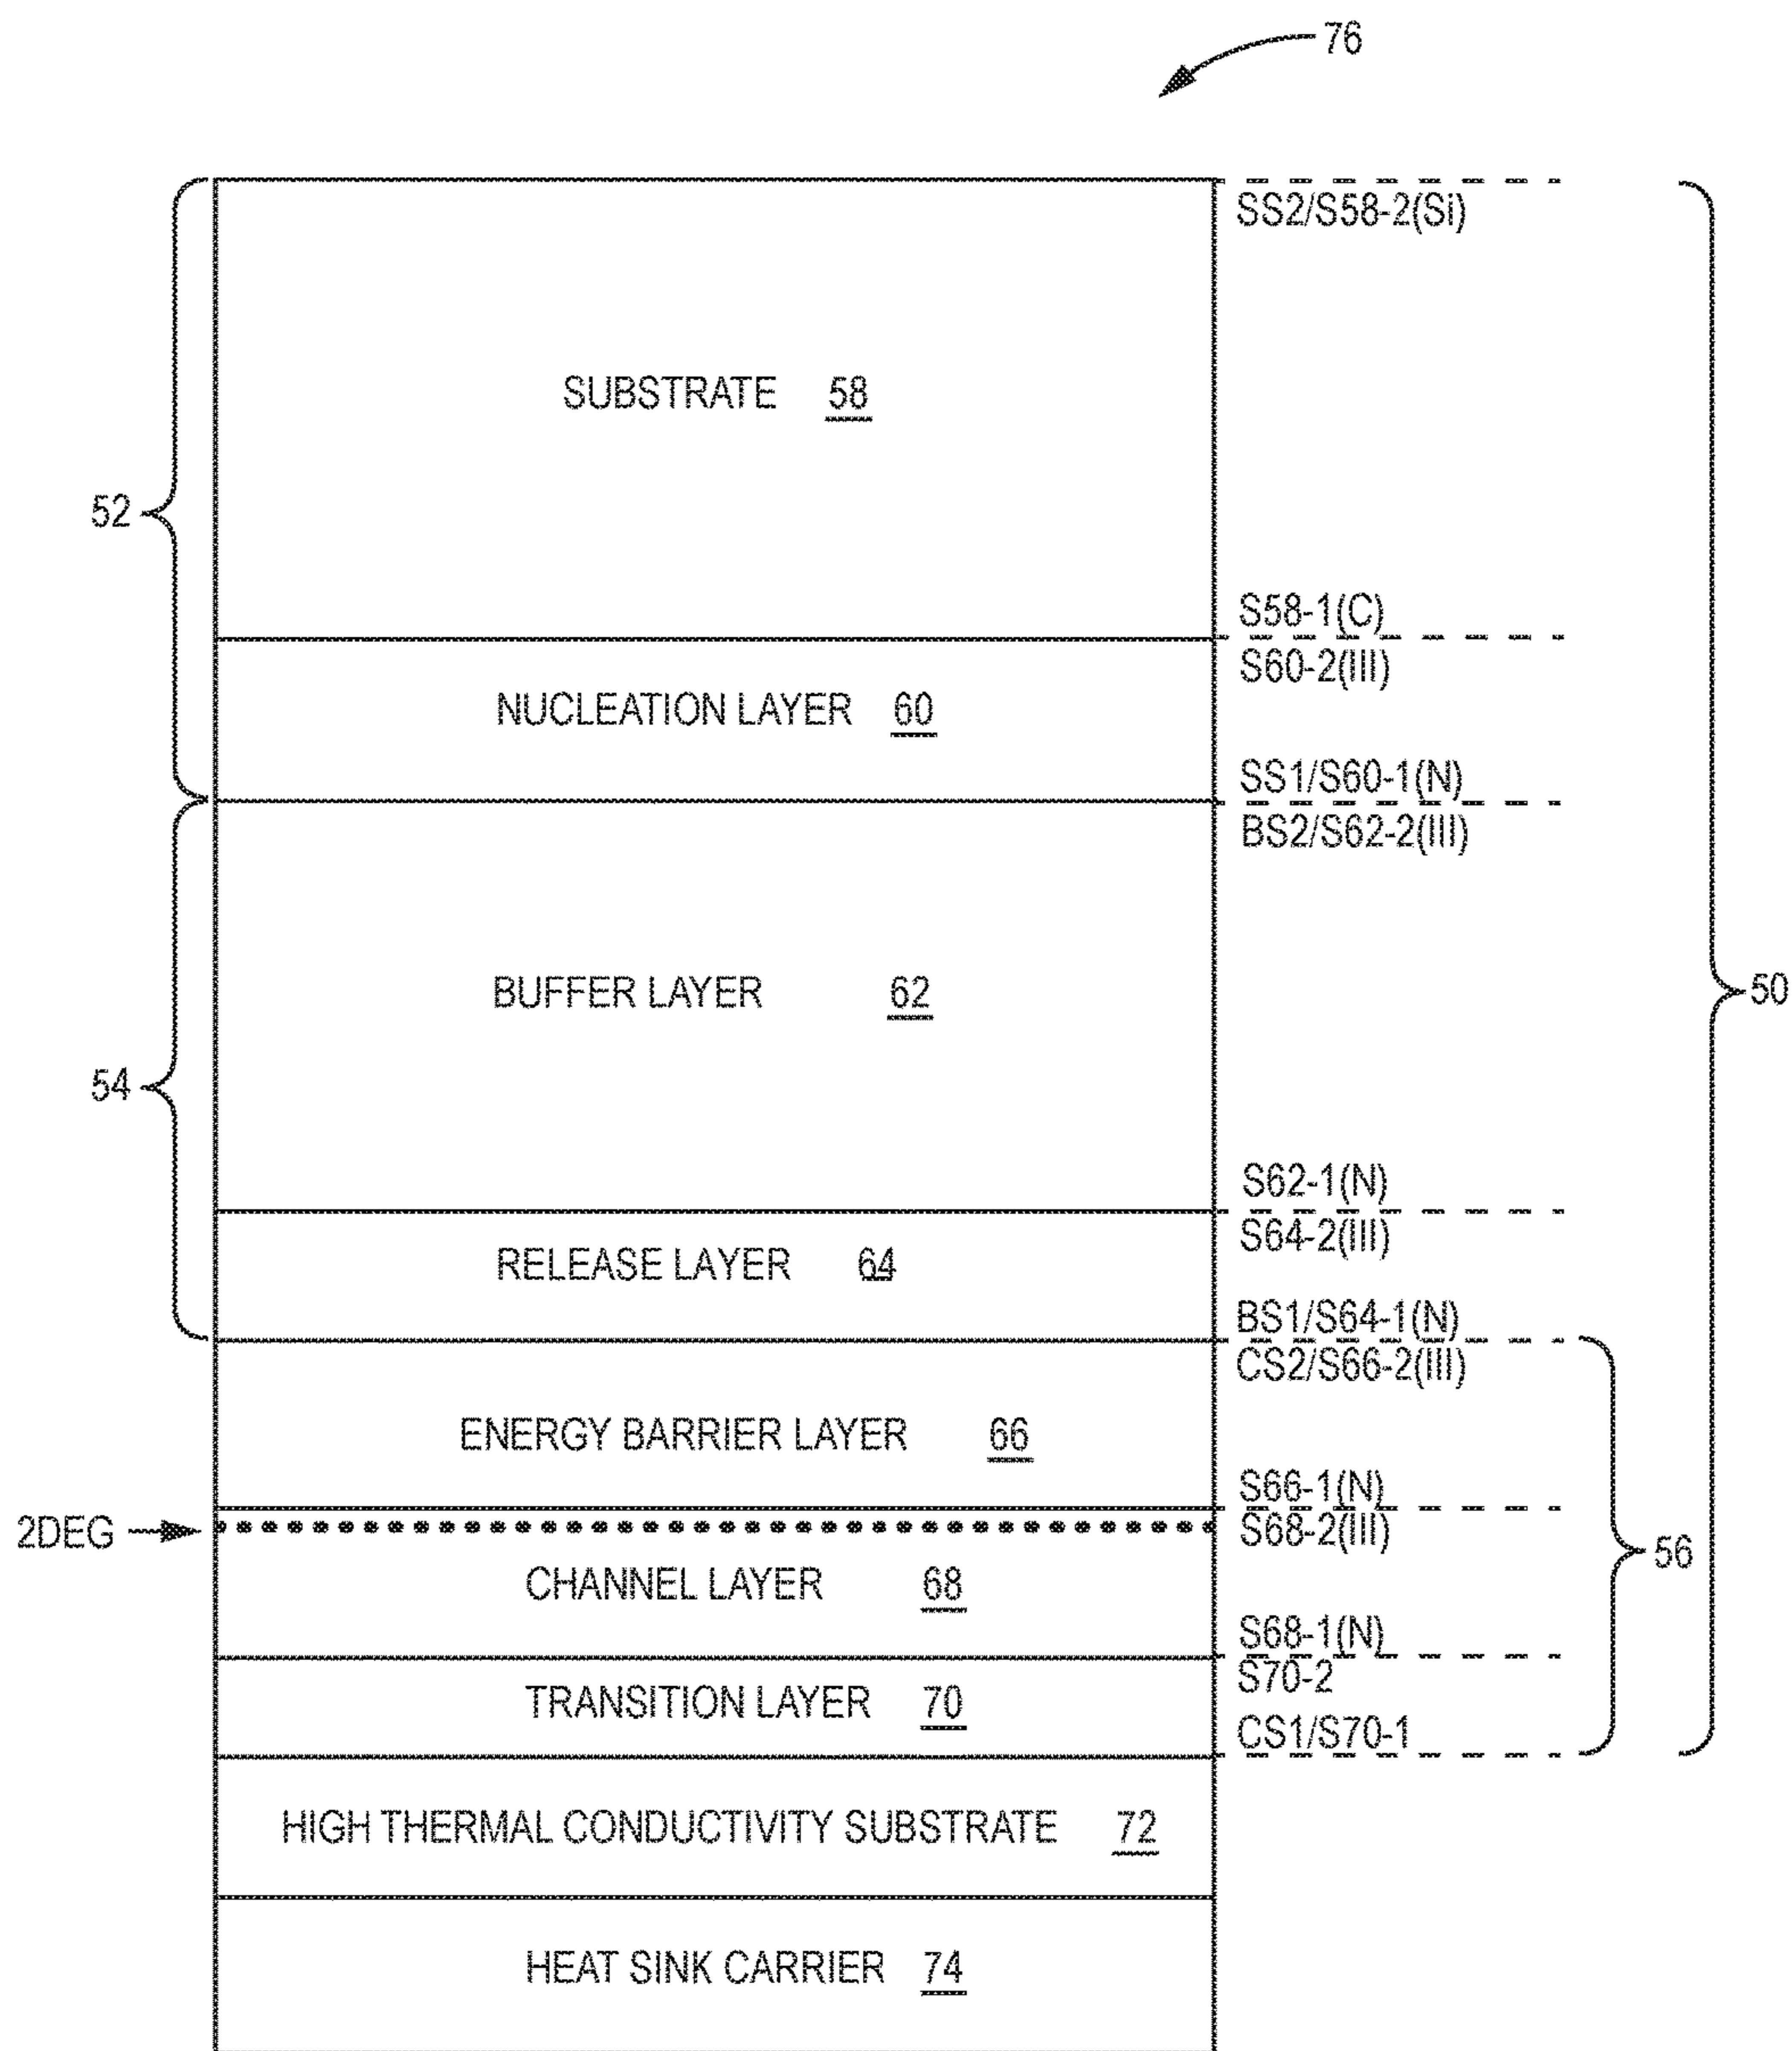 76
SS2/S58-2(Si)
SUBSTRATE 58
52
S58-1(C)
S60-2(III)
NUCLEATION LAYER 60
SS1/S60-1(N)
BS2/S62-2(III)
BUFFER LAYER 62
50
54
S62-1(N)
S64-2(III)
RELEASE LAYER 64
BS1/S64-1(N)
CS2/S66-2(III)
ENERGY BARRIER LAYER 66
S66-1(N)
2DEG
S68-2(III)
56
CHANNEL LAYER 68
S68-1(N)
S70-2
TRANSITION LAYER 70
CS1/S70-1
HIGH THERMAL CONDUCTIVITY SUBSTRATE 72
HEAT SINK CARRIER 74